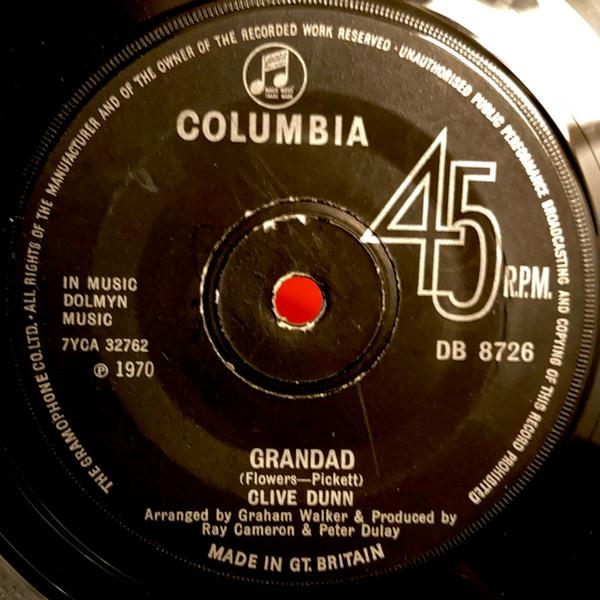 THE GRAMOPHONE CO. LTD. • ALL RIGHTS OF THE MANUFACTURER AND OF THE OWNER OF THE RECORDED WORK RESERVED • UNAUTHORISED PUBLIC PERFORMANCE BROADCASTING AND COPYING OF THIS RECORD PROHIBITED
COLUMBIA
45
R.P.M.
IN MUSIC
DOLMYN
MUSIC
7YCA 32762
℗ 1970
DB 8726
GRANDAD
(Flowers—Pickett)
CLIVE DUNN
Arranged by Graham Walker & Produced by
Ray Cameron & Peter Dulay
MADE IN GT. BRITAIN